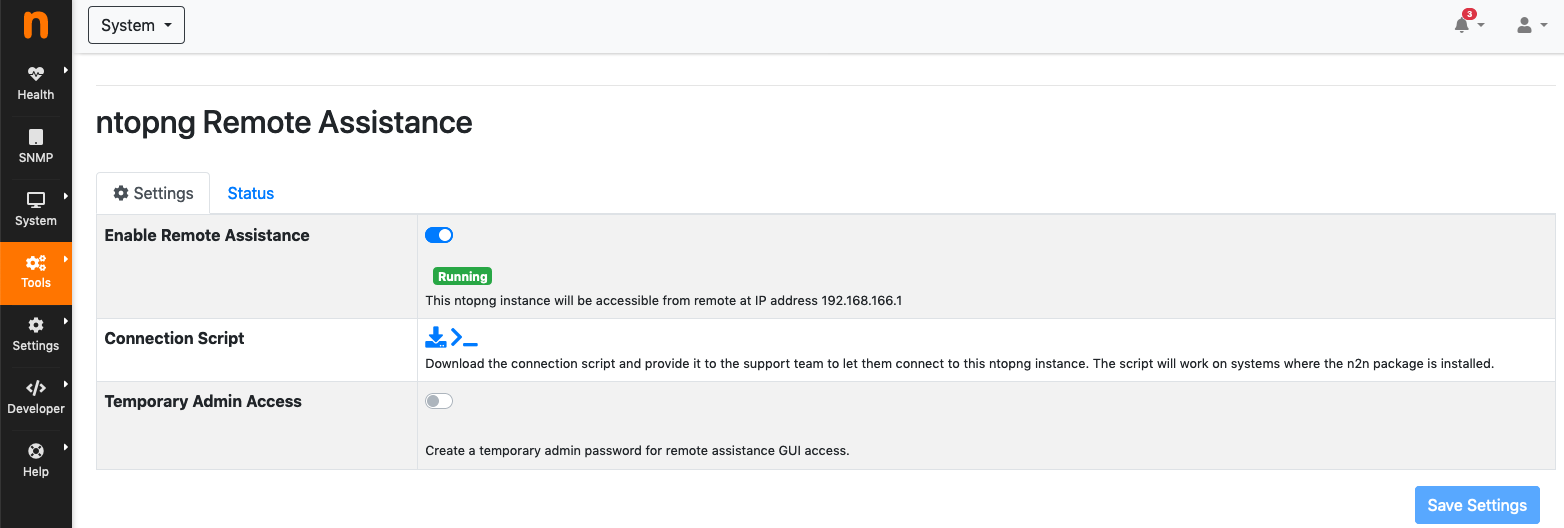 n
System
3
Health
SNMP
System
Tools
Settings
Developer
Help
ntopng Remote Assistance
Settings
Status
Enable Remote Assistance
Running
This ntopng instance will be accessible from remote at IP address 192.168.166.1
Connection Script
Download the connection script and provide it to the support team to let them connect to this ntopng instance. The script will work on systems where the n2n package is installed.
Temporary Admin Access
Create a temporary admin password for remote assistance GUI access.
Save Settings